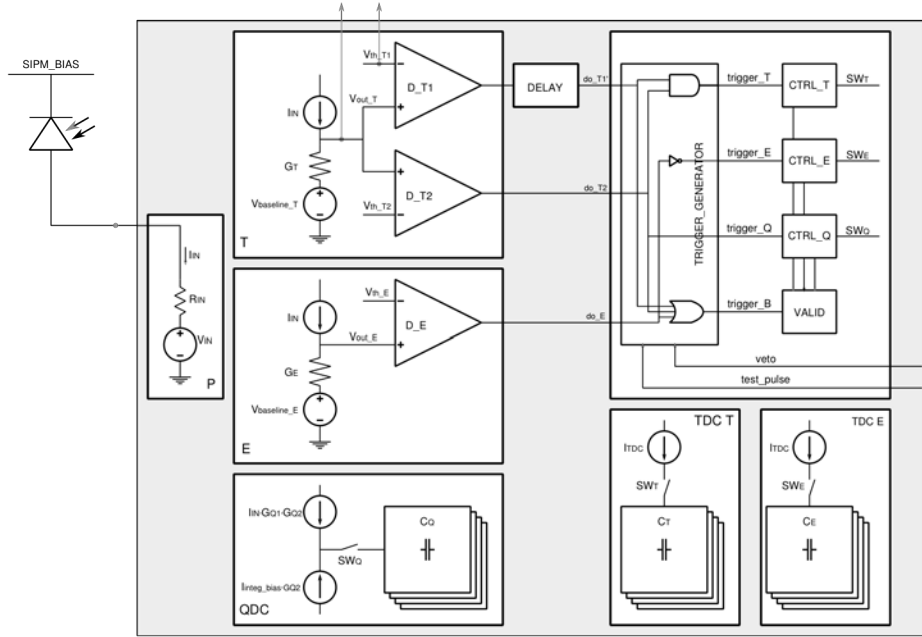 SIPM_BIAS
IIN
RIN
VIN
P
Vth_T1
D_T1
Vout_T
IIN
GT
Vbaseline_T
D_T2
Vth_T2
T
DELAY
do_T1'
do_T2
Vth_E
D_E
IIN
Vout_E
GE
Vbaseline_E
E
do_E
TRIGGER_GENERATOR
trigger_T
CTRL_T
SWT
trigger_E
CTRL_E
SWE
trigger_Q
CTRL_Q
SWQ
trigger_B
VALID
veto
test_pulse
IIN·GQ1·GQ2
CQ
SWQ
Iinteg_bias·GQ2
QDC
TDC T
ITDC
SWT
CT
TDC E
ITDC
SWE
CE